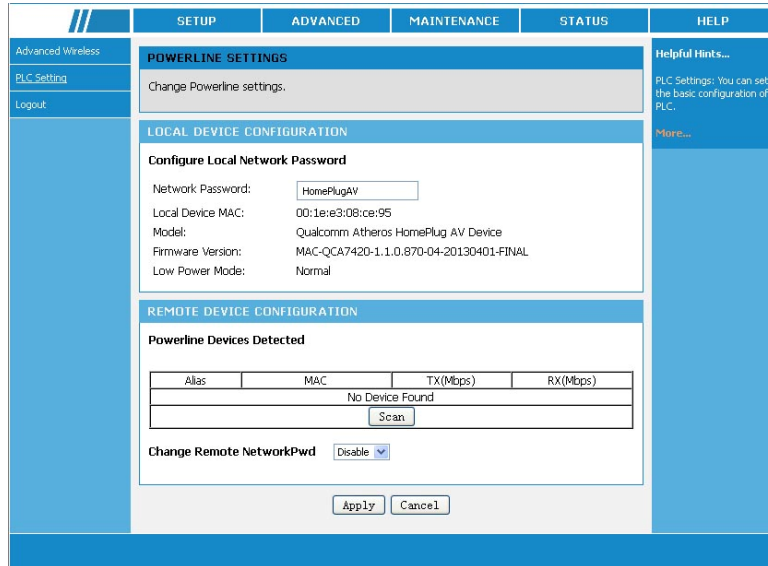 SETUP ADVANCED MAINTENANCE STATUS HELP
Advanced Wireless
PLC Setting
Logout
POWERLINE SETTINGS
Change Powerline settings.
LOCAL DEVICE CONFIGURATION
Configure Local Network Password
Network Password: HomePlugAV
Local Device MAC: 00:1e:e3:08:ce:95
Model: Qualcomm Atheros HomePlug AV Device
Firmware Version: MAC-QCA7420-1.1.0.870-04-20130401-FINAL
Low Power Mode: Normal
REMOTE DEVICE CONFIGURATION
Powerline Devices Detected
Alias MAC TX(Mbps) RX(Mbps)
No Device Found
Scan
Change Remote NetworkPwd Disable
Apply Cancel
Helpful Hints...
PLC Settings: You can set
the basic configuration of
PLC.
More...